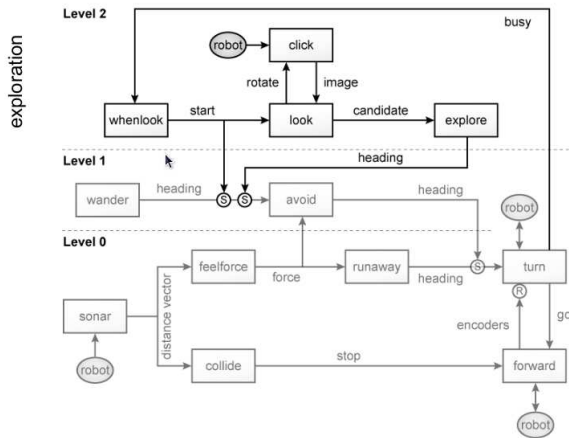 exploration
Level 2
busy
robot
click
rotate
image
whenlook
start
look
candidate
explore
Level 1
heading
wander
heading
S
S
avoid
heading
robot
Level 0
feelforce
force
runaway
heading
S
turn
sonar
distance vector
R
encoders
go
robot
collide
stop
forward
robot